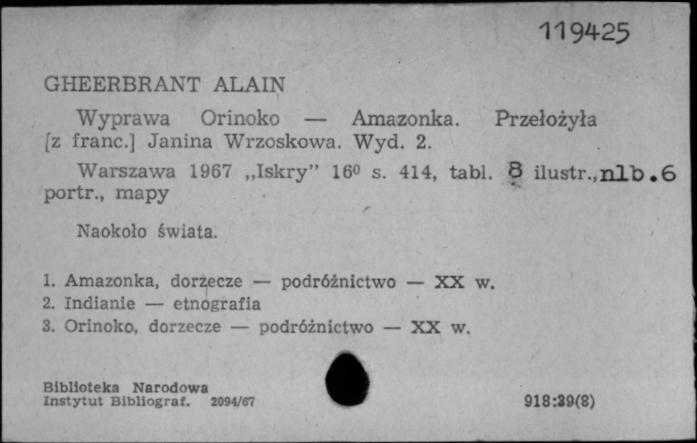 119425
GHEERBRANT ALAIN
Wyprawa Orinoko — Amazonka. Przełożyła
[z franc.] Janina Wrzoskowa. Wyd. 2.
Warszawa 1967 „Iskry” 16⁰ s. 414, tabl. 8 ilustr., nlb.6
portr., mapy
Naokoło świata.
1. Amazonka, dorzecze — podróżnictwo — XX w.
2. Indianie — etnografia
3. Orinoko, dorzecze — podróżnictwo — XX w.
Biblioteka Narodowa
Instytut Bibliograf. 2094/67
918:39(8)